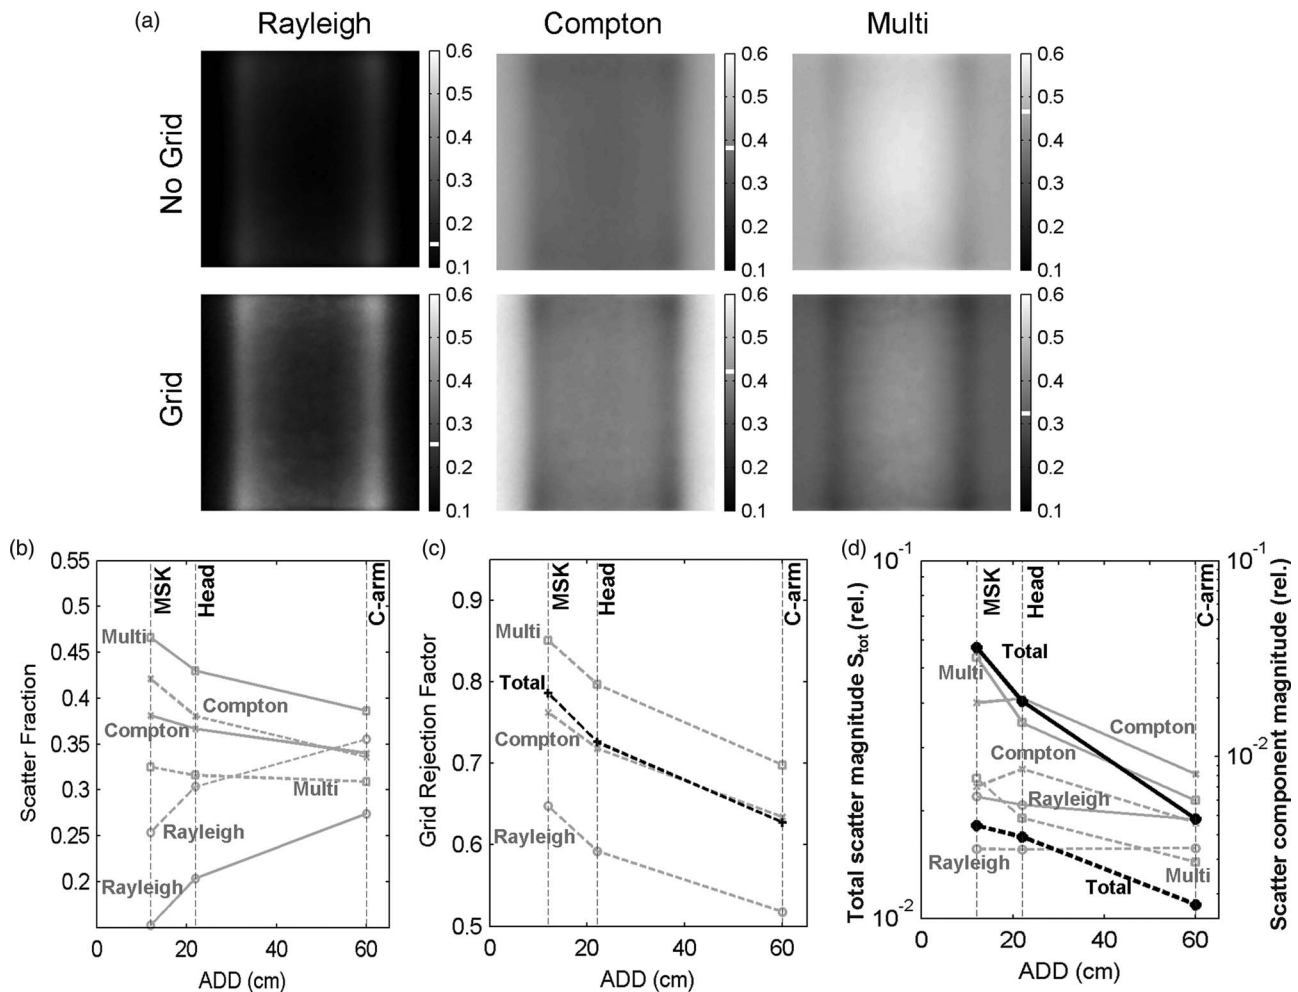 (a)
Rayleigh Compton Multi
No Grid
0.6 0.6 0.6
0.5 0.5 0.5
0.4 0.4 0.4
0.3 0.3 0.3
0.2 0.2 0.2
0.1 0.1 0.1
Grid
0.6 0.6 0.6
0.5 0.5 0.5
0.4 0.4 0.4
0.3 0.3 0.3
0.2 0.2 0.2
0.1 0.1 0.1
(b)
Scatter Fraction
0.55
0.5
0.45
0.4
0.35
0.3
0.25
0.2
MSK
Head
C-arm
Multi
Compton
Compton
Multi
Rayleigh
Rayleigh
0 20 40 60
ADD (cm)
(c)
Grid Rejection Factor
0.9
0.8
0.7
0.6
0.5
MSK
Head
C-arm
Multi
Total
Compton
Rayleigh
0 20 40 60
ADD (cm)
(d)
Total scatter magnitude Stot (rel.)
10-1
10-2
MSK
Head
C-arm
Total
Multi
Compton
Compton
Rayleigh
Rayleigh
Multi
Total
0 20 40 60
ADD (cm)
10-1
10-2
Scatter component magnitude (rel.)